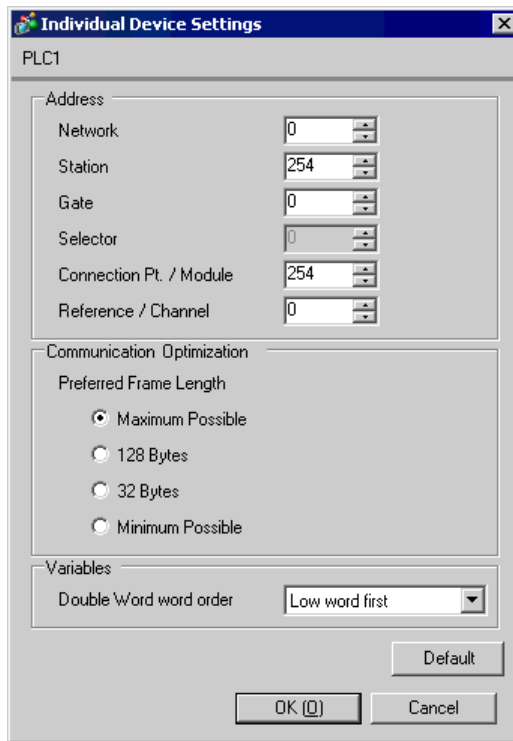 Individual Device Settings
PLC1
Address
Network 0
Station 254
Gate 0
Selector 0
Connection Pt. / Module 254
Reference / Channel 0
Communication Optimization
Preferred Frame Length
Maximum Possible
128 Bytes
32 Bytes
Minimum Possible
Variables
Double Word word order Low word first
Default
OK (O) Cancel